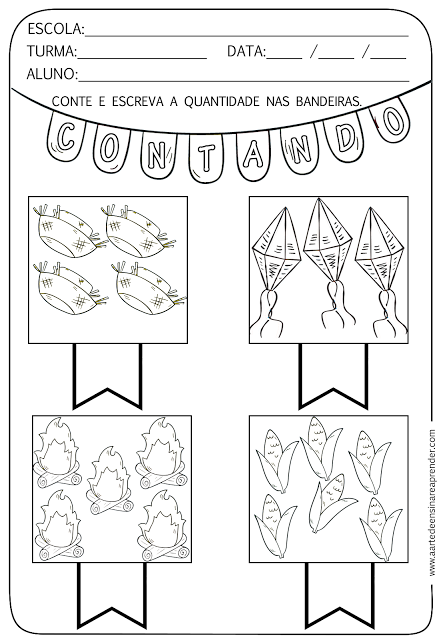 ESCOLA:
TURMA: DATA: / /
ALUNO:
CONTE E ESCREVA A QUANTIDADE NAS BANDEIRAS.
CONTANDO
www.aartedeensinareaprender.com